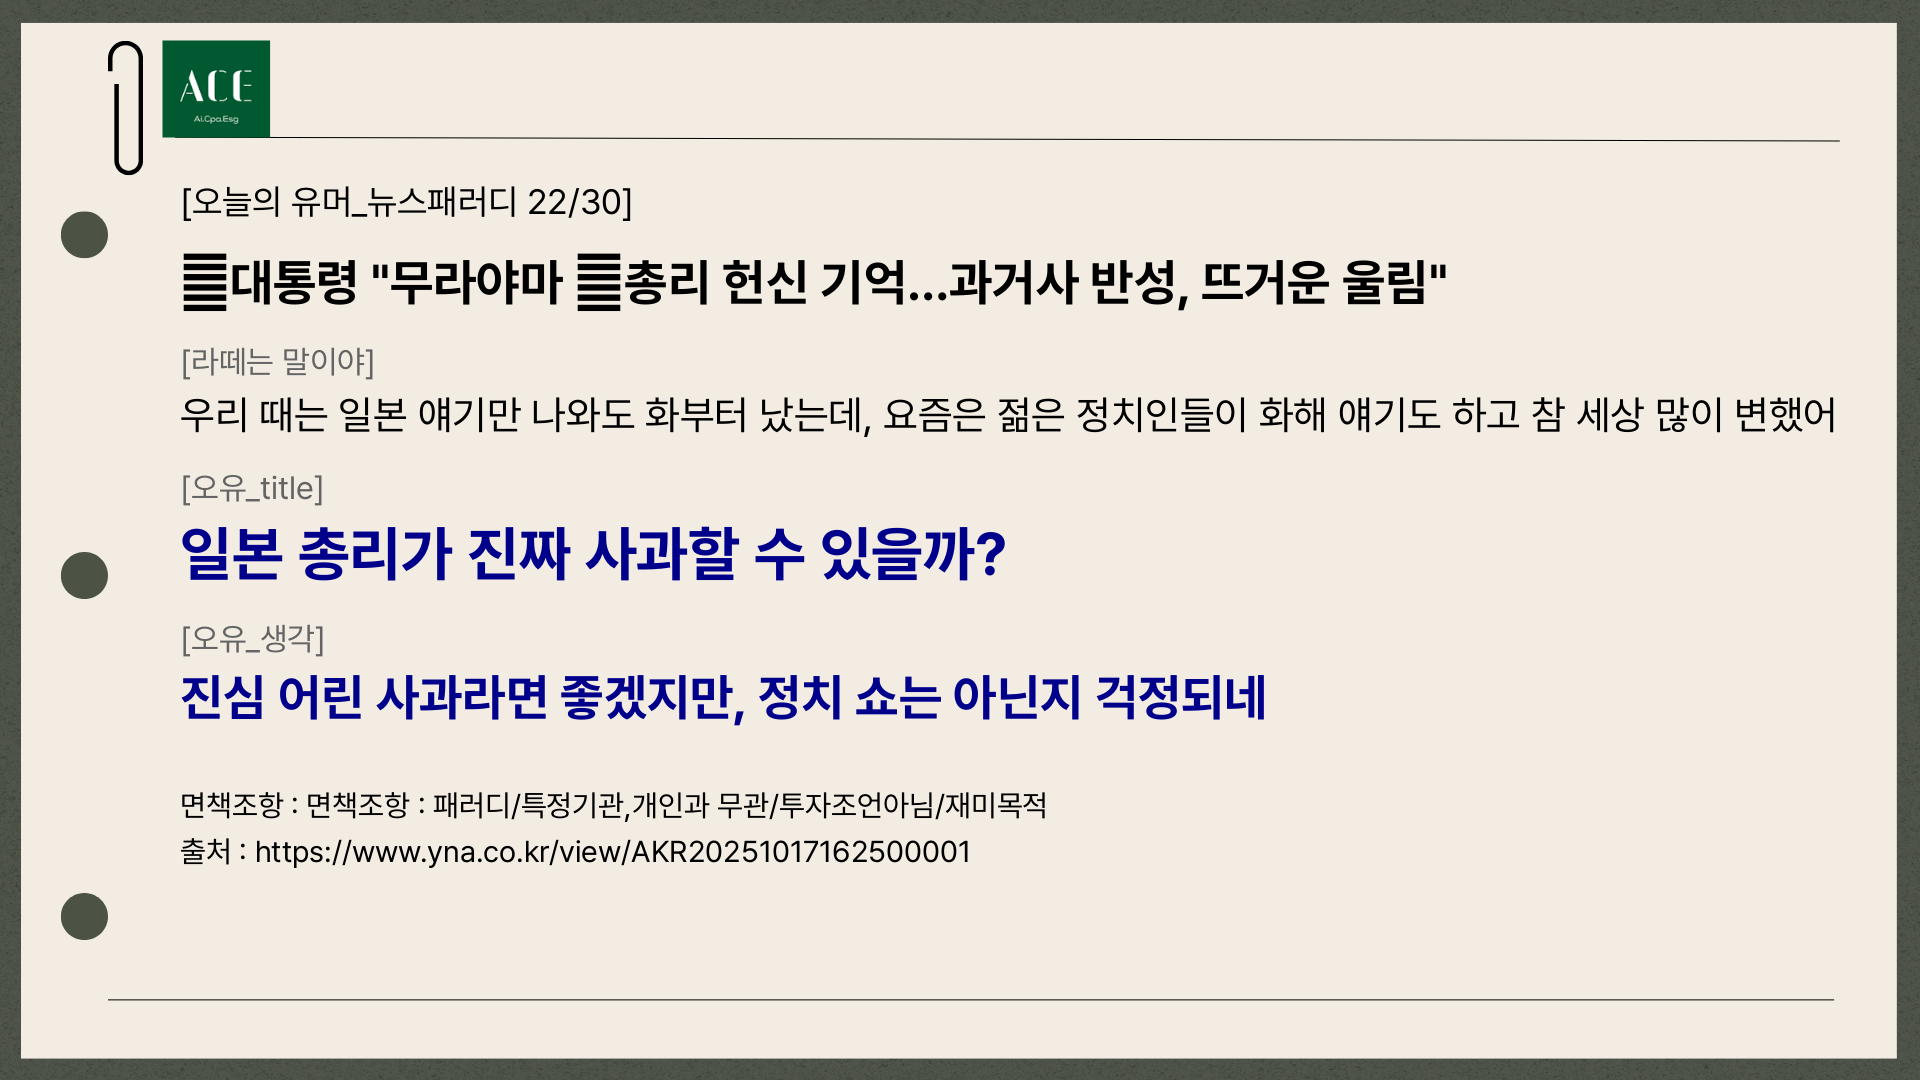 ACE
Ai.Cpa.Esg
[오늘의 유머_뉴스패러디 22/30]
대통령 "무라야마 총리 헌신 기억...과거사 반성, 뜨거운 울림"
[라떼는 말이야]
우리 때는 일본 얘기만 나와도 화부터 났는데, 요즘은 젊은 정치인들이 화해 얘기도 하고 참 세상 많이 변했어
[오유_title]
일본 총리가 진짜 사과할 수 있을까?
[오유_생각]
진심 어린 사과라면 좋겠지만, 정치 쇼는 아닌지 걱정되네
면책조항 : 면책조항 : 패러디/특정기관,개인과 무관/투자조언아님/재미목적
출처 : https://www.yna.co.kr/view/AKR20251017162500001